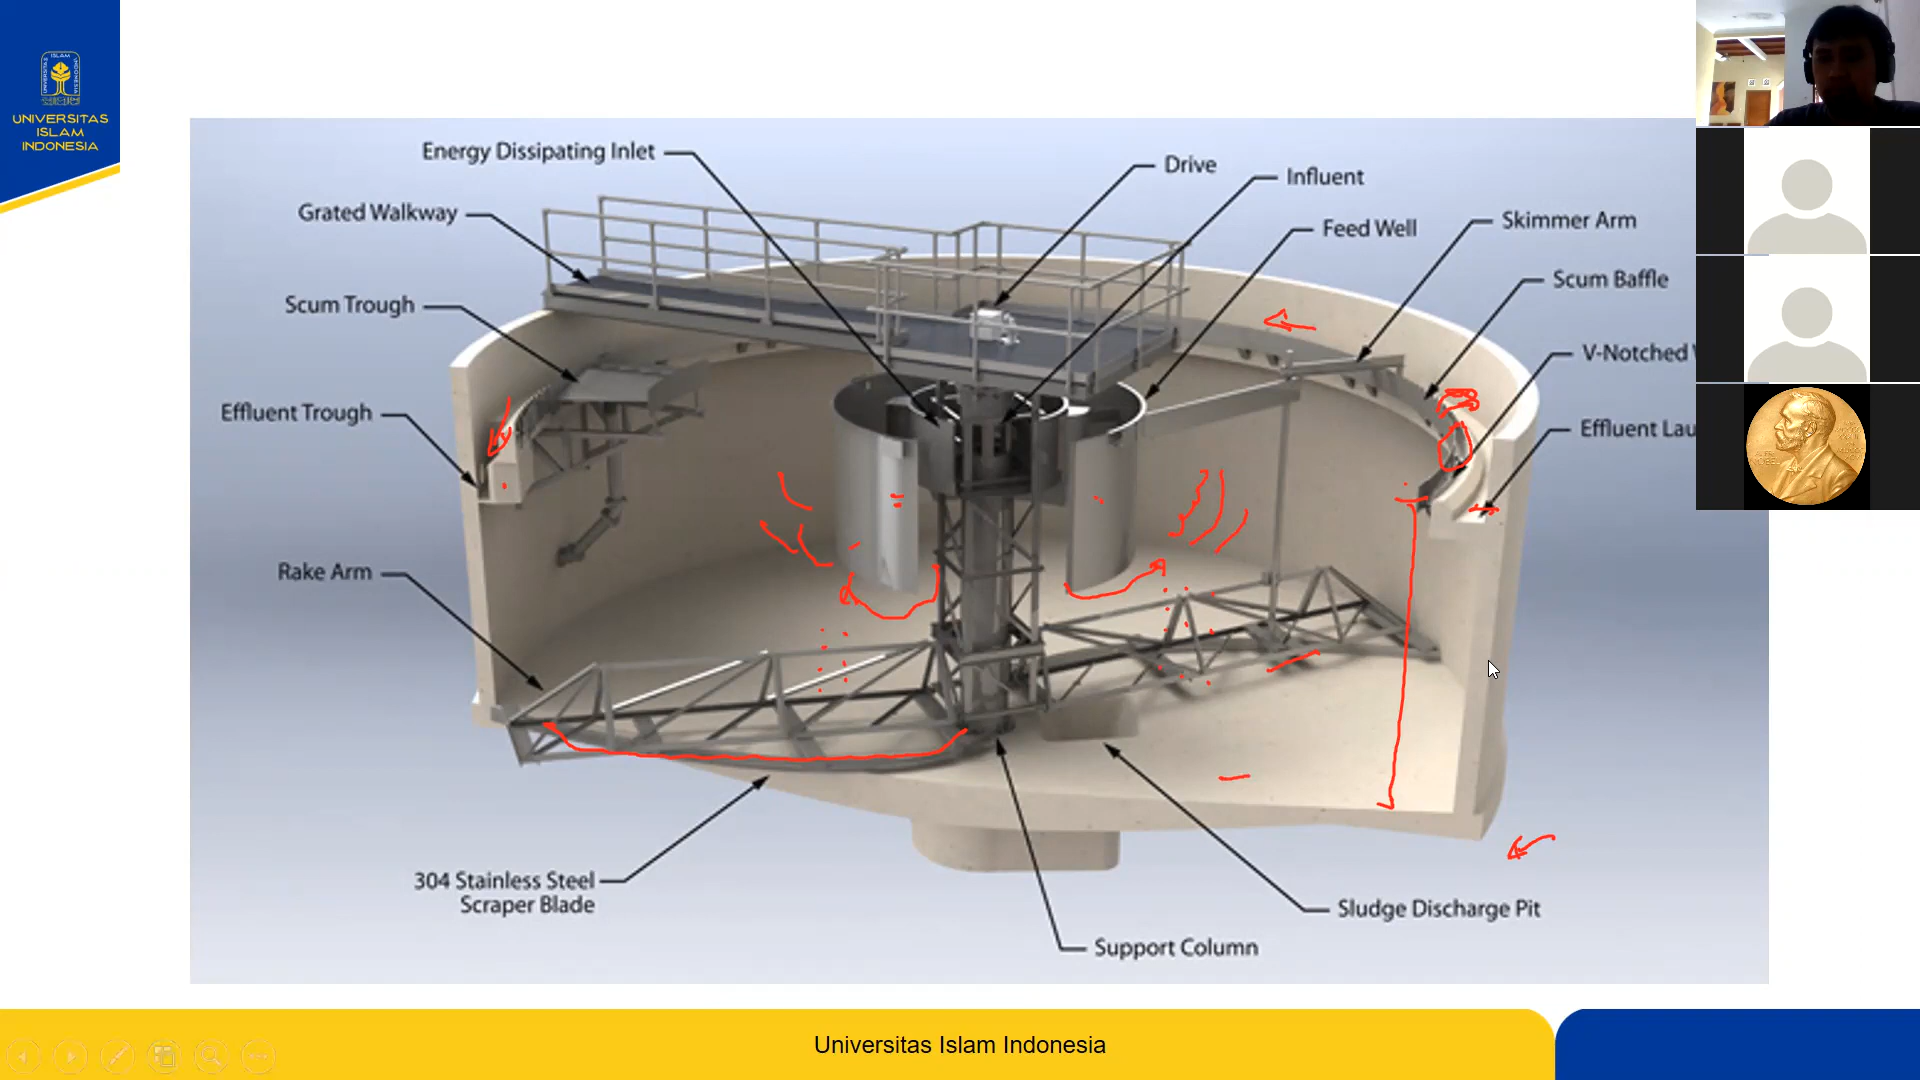 UNIVERSITAS
ISLAM
INDONESIA
Energy Dissipating Inlet
Drive
Influent
Grated Walkway
Feed Well
Skimmer Arm
Scum Baffle
Scum Trough
V-Notched
Effluent Trough
Effluent Lau
Rake Arm
304 Stainless Steel
Scraper Blade
Sludge Discharge Pit
Support Column
Universitas Islam Indonesia